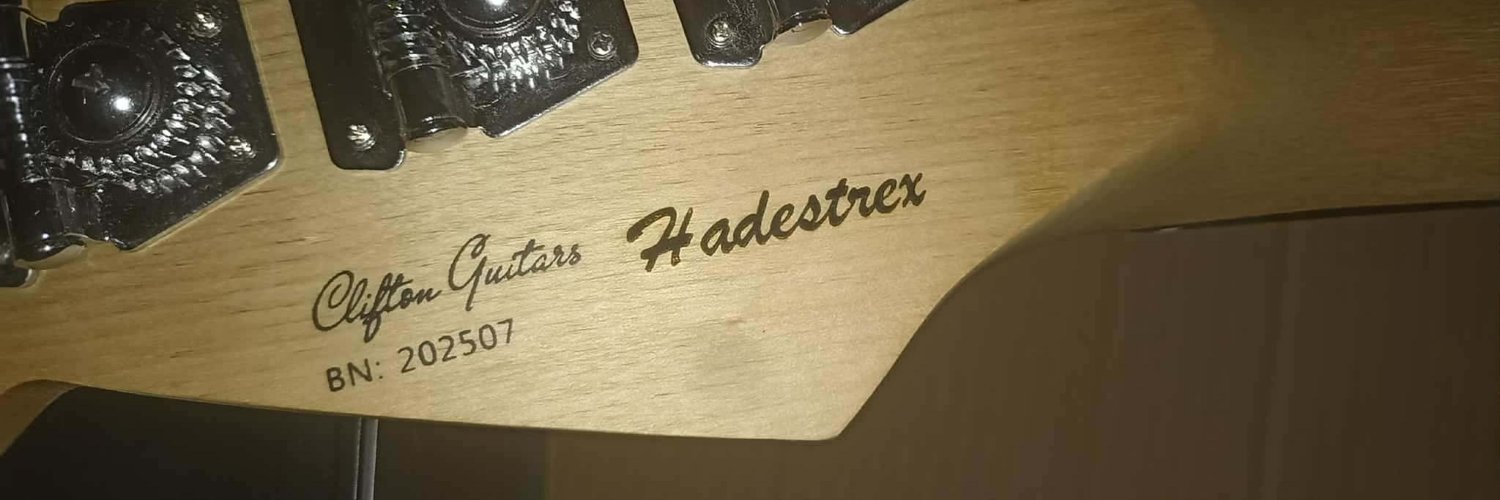 Clifton Guitars Hadestrex
BN: 202507